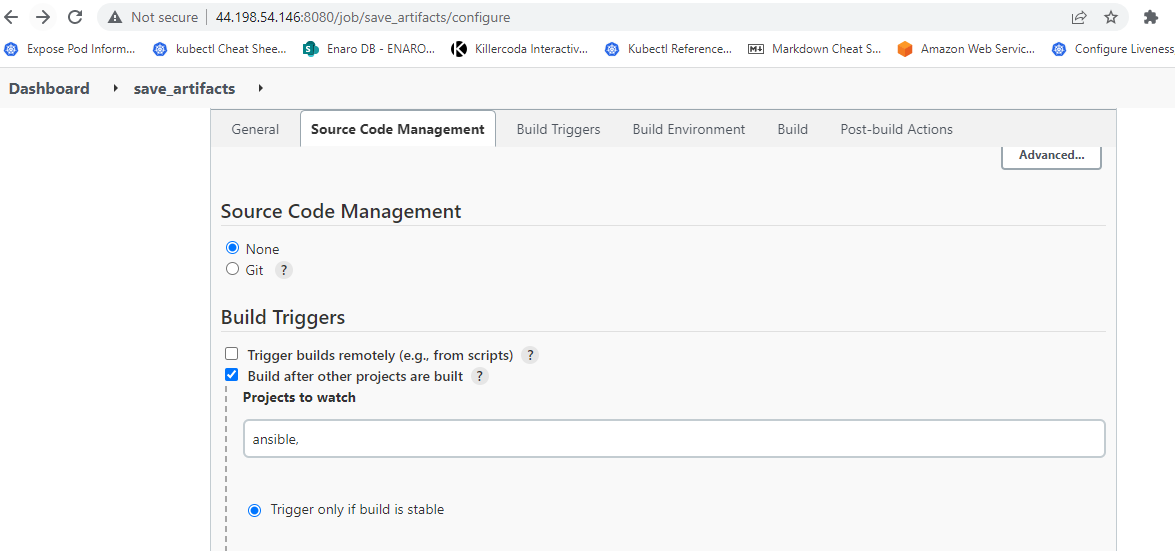 Not secure 44.198.54.146:8080/job/save_artifacts/configure
Expose Pod Inform... kubectl Cheat Shee... Enaro DB - ENARO... Killercoda Interactiv... Kubectl Reference... Markdown Cheat S... Amazon Web Servic... Configure Liveness
Dashboard save_artifacts
General Source Code Management Build Triggers Build Environment Build Post-build Actions
Advanced...
Source Code Management
None
Git ?
Build Triggers
Trigger builds remotely (e.g., from scripts) ?
Build after other projects are built ?
Projects to watch
ansible,
Trigger only if build is stable